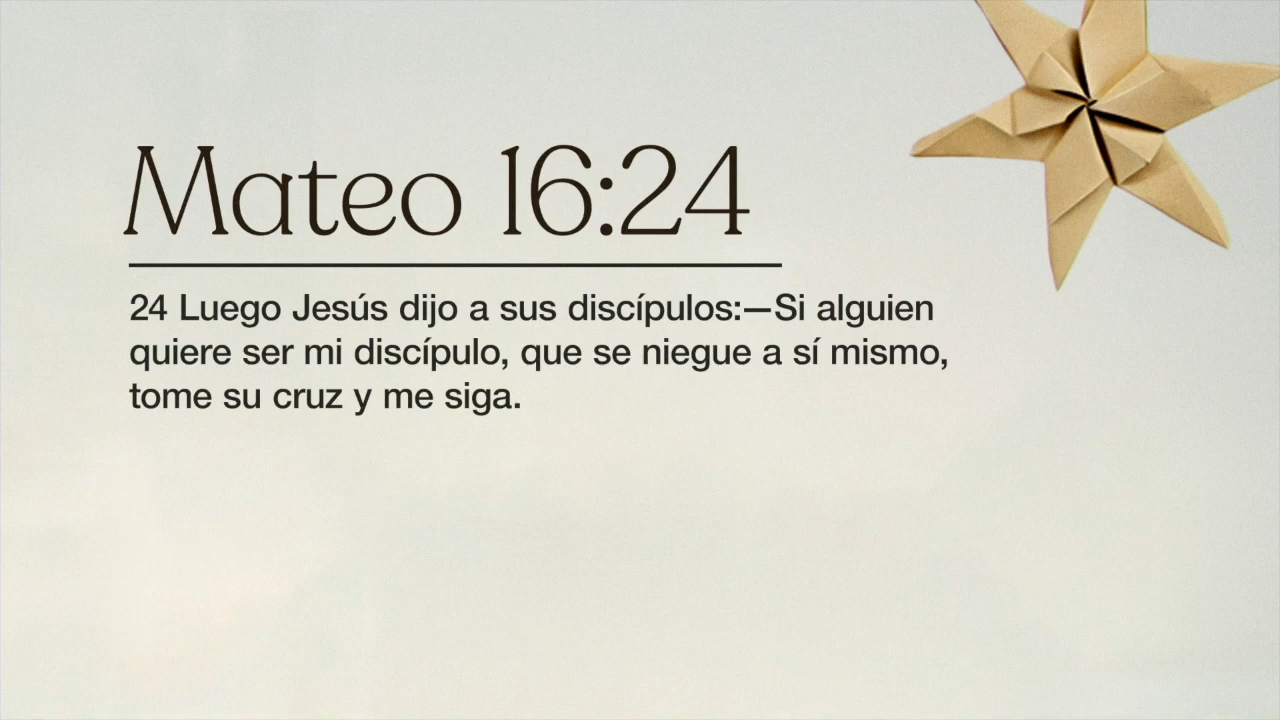 Mateo 16:24
24 Luego Jesús dijo a sus discípulos:—Si alguien
quiere ser mi discípulo, que se niegue a sí mismo,
tome su cruz y me siga.